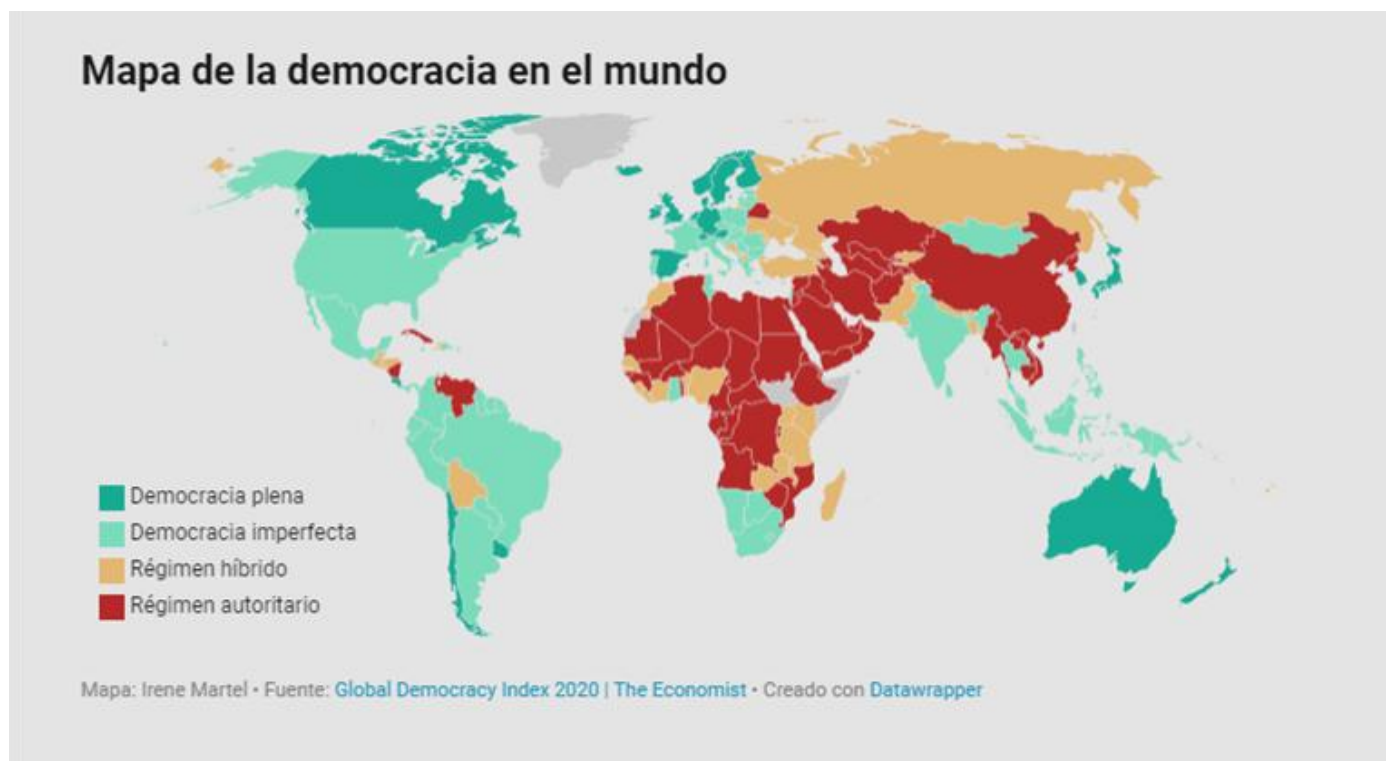 Mapa de la democracia en el mundo
Democracia plena
Democracia imperfecta
Régimen híbrido
Régimen autoritario
Mapa: Irene Martel • Fuente: Global Democracy Index 2020 | The Economist • Creado con Datawrapper